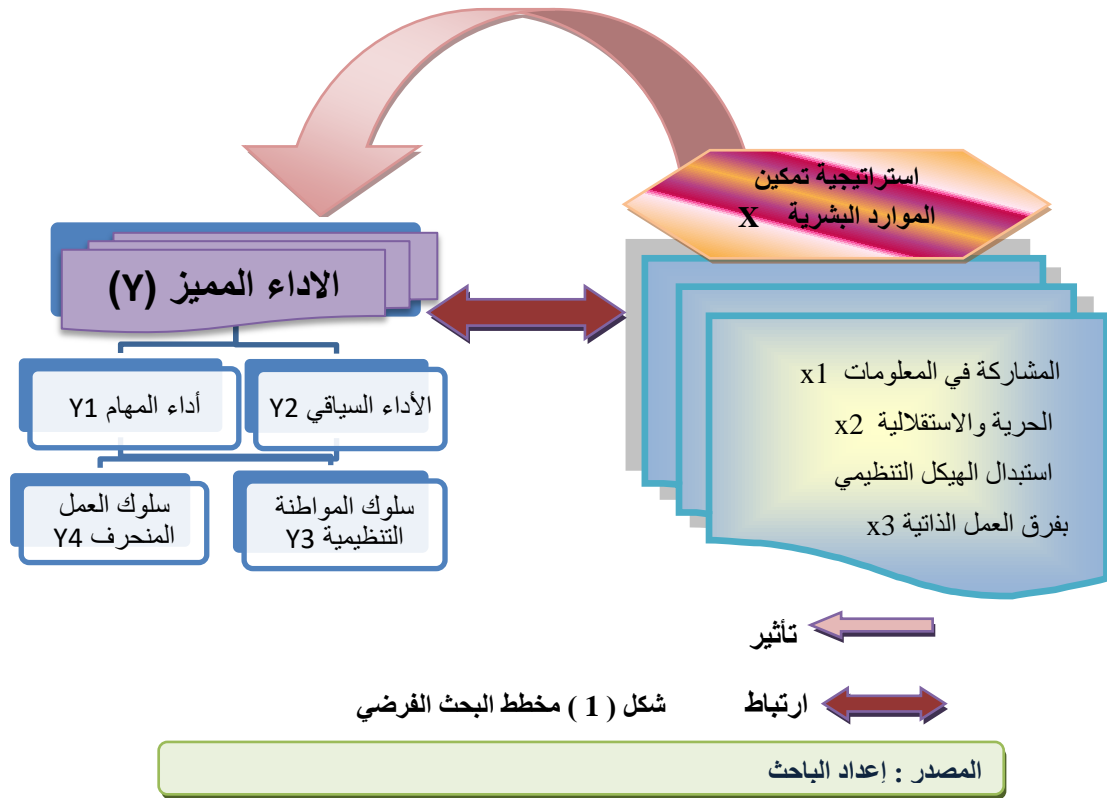 استراتيجية تمكين
الموارد البشرية X
المشاركة في المعلومات x1
الحرية والاستقلالية x2
استبدال الهيكل التنظيمي
بفرق العمل الذاتية x3
الاداء المميز (Y)
الأداء السياقي Y2
أداء المهام Y1
سلوك المواطنة
التنظيمية Y3
سلوك العمل
المنحرف Y4
تأثير
ارتباط
شكل ( 1 ) مخطط البحث الفرضي
المصدر : إعداد الباحث